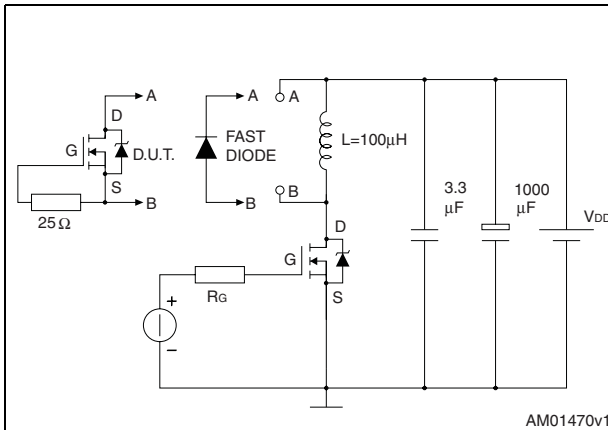 A
A
A
D
FAST
DIODE
L=100µH
G
D.U.T.
S
B
B
B
25 Ω
3.3
µF
1000
µF
VDD
D
G
S
RG
+
–
AM01470v1